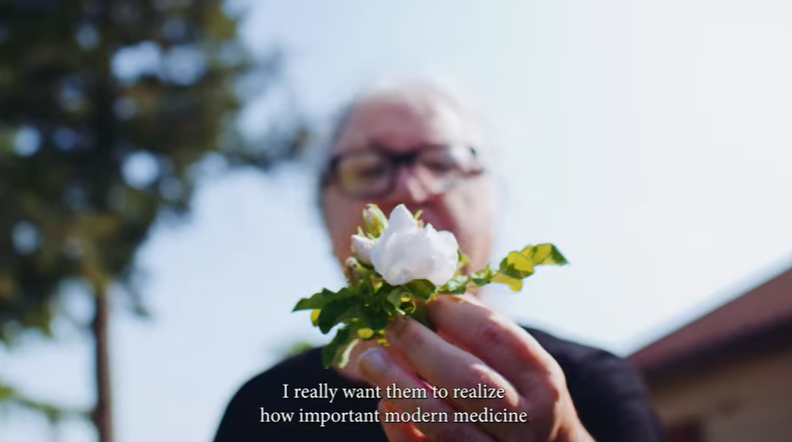 I really want them to realize
how important modern medicine